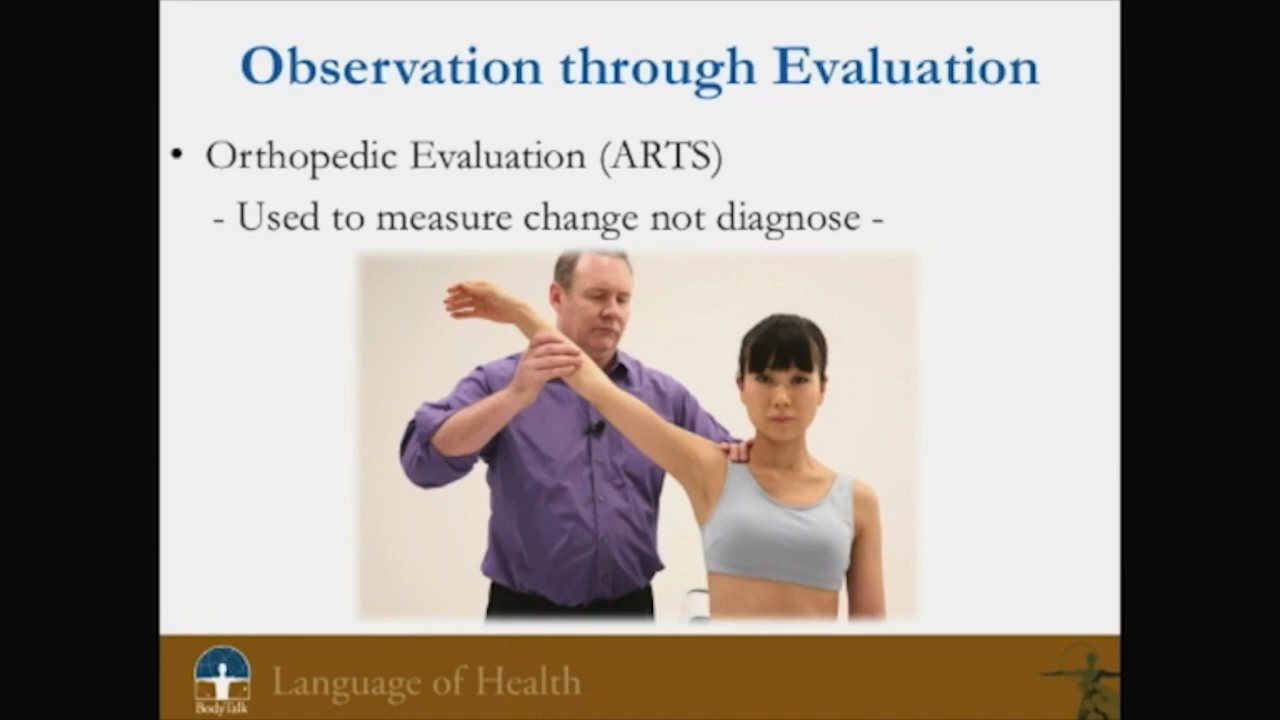 Observation through Evaluation
• Orthopedic Evaluation (ARTS)
- Used to measure change not diagnose -
BodyTalk
Language of Health